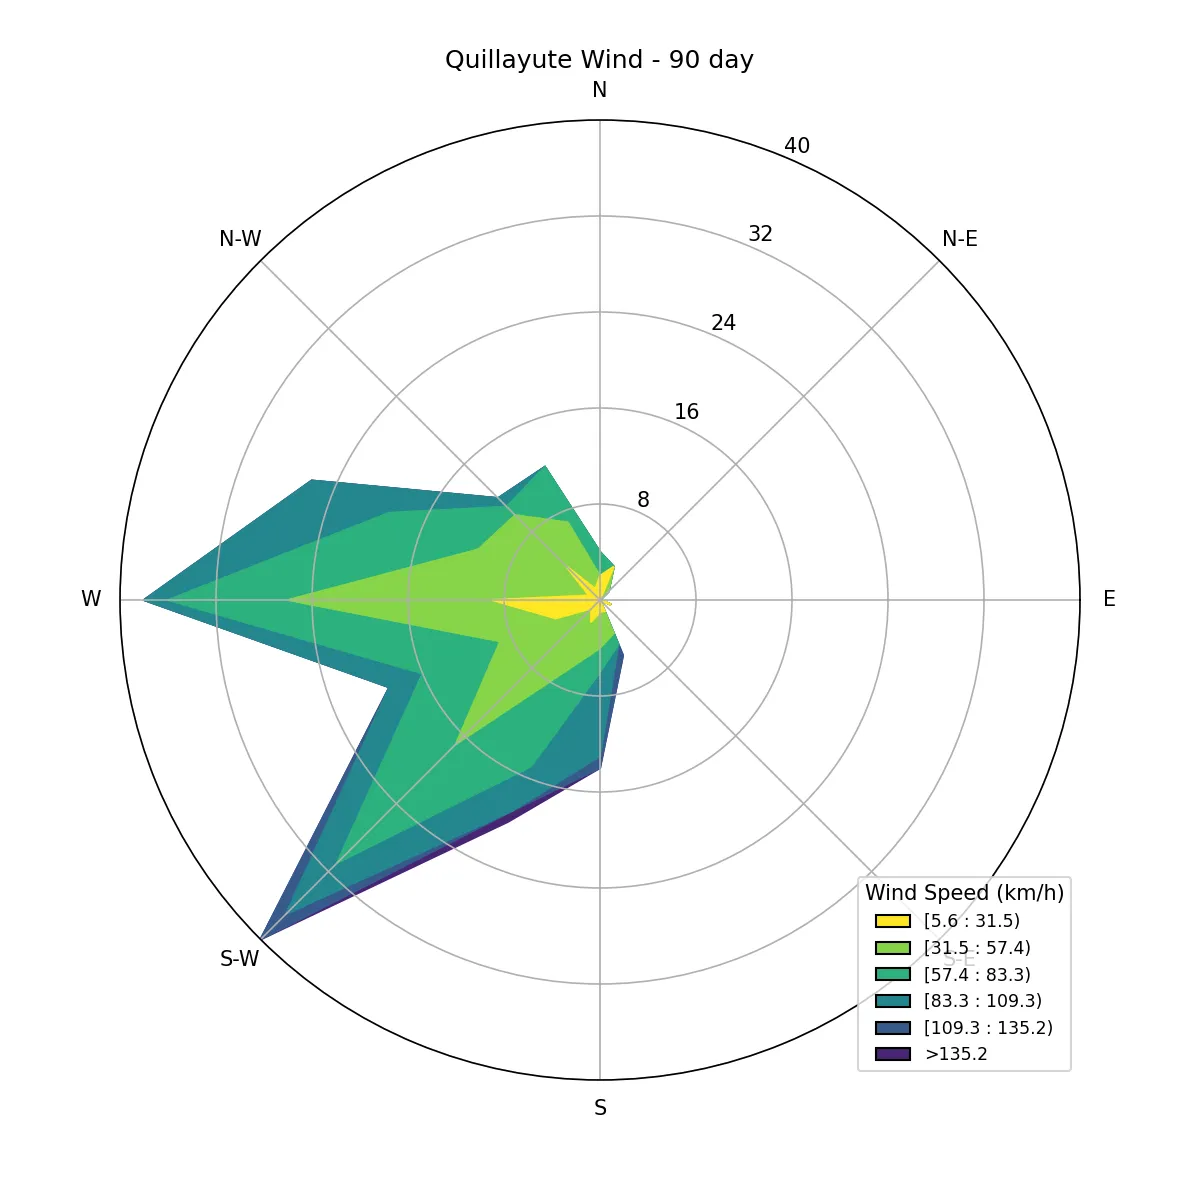 Quillayute Wind - 90 day
N
40
N-W
32
N-E
24
16
8
W
E
S-W
S-E
S
Wind Speed (km/h)
[5.6 : 31.5)
[31.5 : 57.4)
[57.4 : 83.3)
[83.3 : 109.3)
[109.3 : 135.2)
>135.2